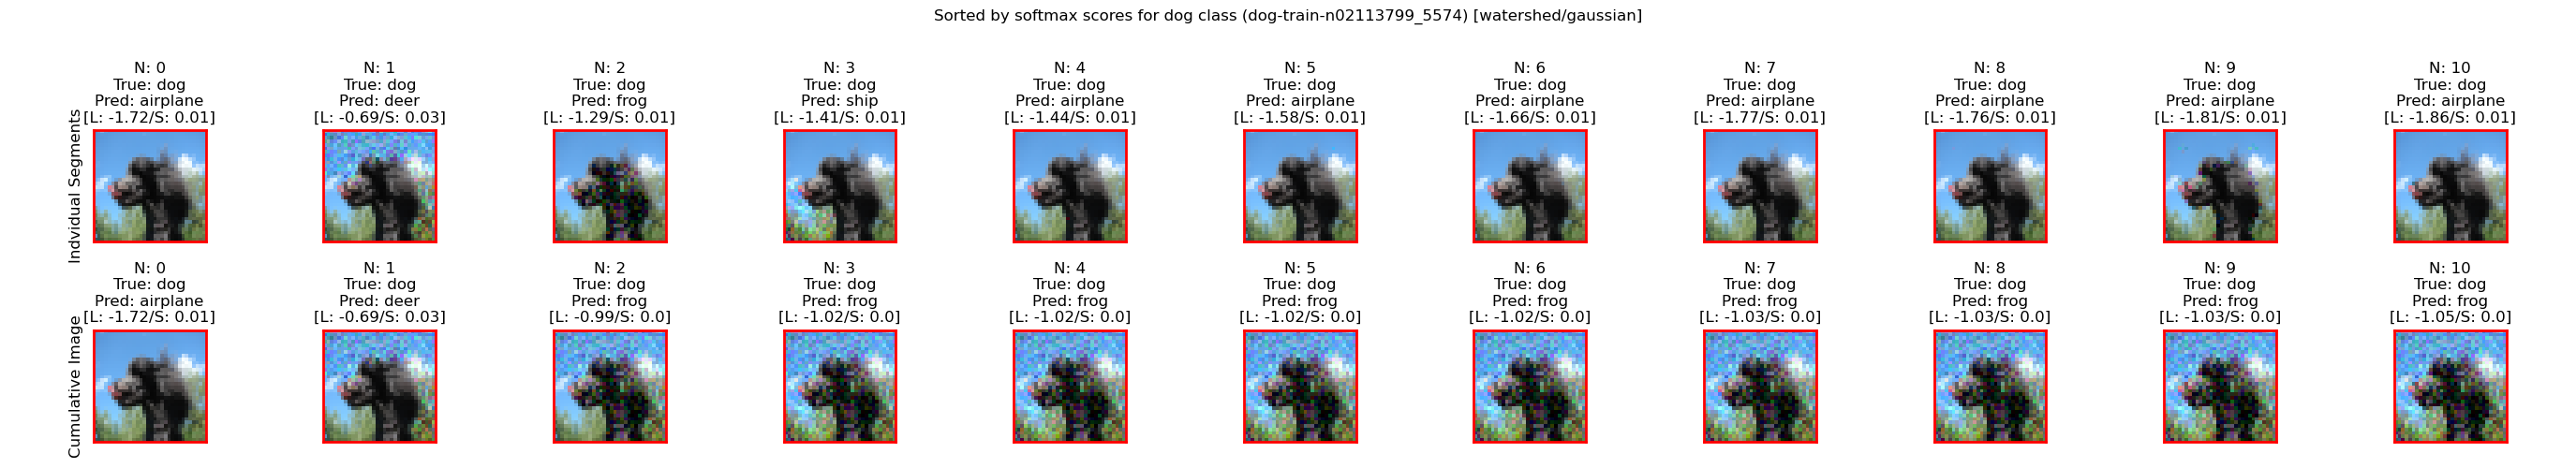 Sorted by softmax scores for dog class (dog-train-n02113799_5574) [watershed/gaussian]
Indvidual Segments
N: 0
True: dog
Pred: airplane
[L: -1.72/S: 0.01]
N: 1
True: dog
Pred: deer
[L: -0.69/S: 0.03]
N: 2
True: dog
Pred: frog
[L: -1.29/S: 0.01]
N: 3
True: dog
Pred: ship
[L: -1.41/S: 0.01]
N: 4
True: dog
Pred: airplane
[L: -1.44/S: 0.01]
N: 5
True: dog
Pred: airplane
[L: -1.58/S: 0.01]
N: 6
True: dog
Pred: airplane
[L: -1.66/S: 0.01]
N: 7
True: dog
Pred: airplane
[L: -1.77/S: 0.01]
N: 8
True: dog
Pred: airplane
[L: -1.76/S: 0.01]
N: 9
True: dog
Pred: airplane
[L: -1.81/S: 0.01]
N: 10
True: dog
Pred: airplane
[L: -1.86/S: 0.01]
Cumulative Image
N: 0
True: dog
Pred: airplane
[L: -1.72/S: 0.01]
N: 1
True: dog
Pred: deer
[L: -0.69/S: 0.03]
N: 2
True: dog
Pred: frog
[L: -0.99/S: 0.0]
N: 3
True: dog
Pred: frog
[L: -1.02/S: 0.0]
N: 4
True: dog
Pred: frog
[L: -1.02/S: 0.0]
N: 5
True: dog
Pred: frog
[L: -1.02/S: 0.0]
N: 6
True: dog
Pred: frog
[L: -1.02/S: 0.0]
N: 7
True: dog
Pred: frog
[L: -1.03/S: 0.0]
N: 8
True: dog
Pred: frog
[L: -1.03/S: 0.0]
N: 9
True: dog
Pred: frog
[L: -1.03/S: 0.0]
N: 10
True: dog
Pred: frog
[L: -1.05/S: 0.0]